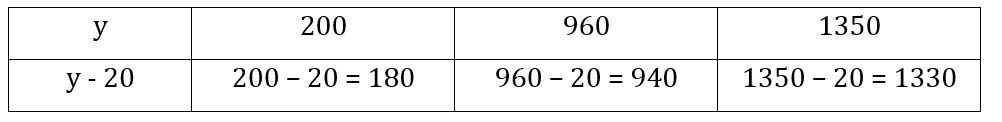 y 200 960 1350
y - 20 200 – 20 = 180 960 – 20 = 940 1350 – 20 = 1330